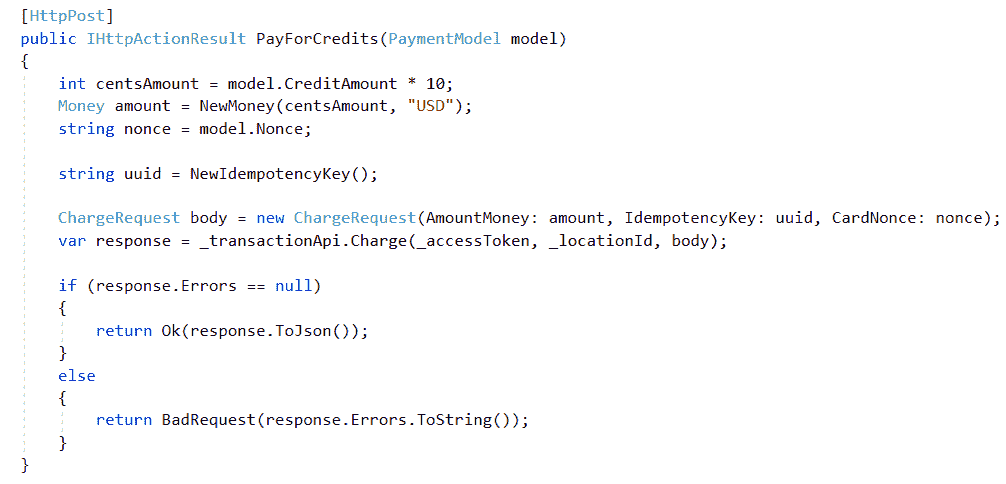 [HttpPost]
public IHttpActionResult PayForCredits(PaymentModel model)
{
    int centsAmount = model.CreditAmount * 10;
    Money amount = NewMoney(centsAmount, "USD");
    string nonce = model.Nonce;

    string uuid = NewIdempotencyKey();

    ChargeRequest body = new ChargeRequest(AmountMoney: amount, IdempotencyKey: uuid, CardNonce: nonce);
    var response = _transactionApi.Charge(_accessToken, _locationId, body);

    if (response.Errors == null)
    {
        return Ok(response.ToJson());
    }
    else
    {
        return BadRequest(response.Errors.ToString());
    }
}